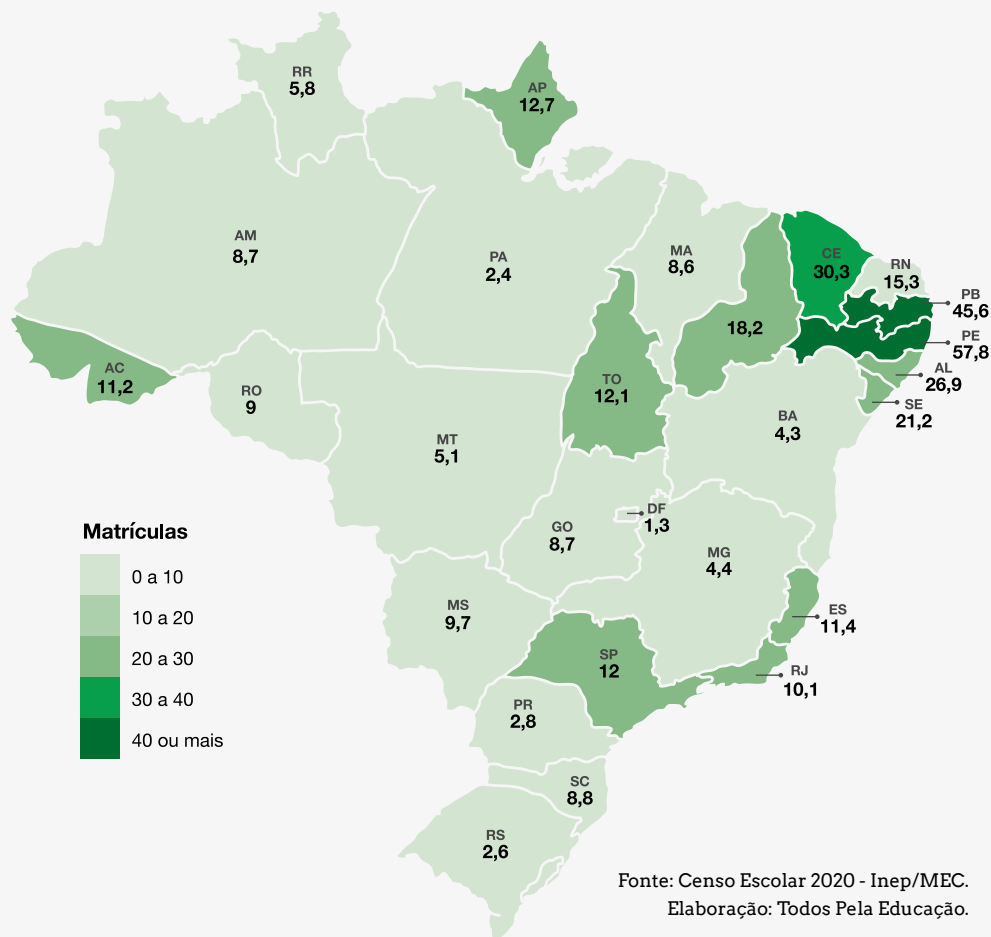 RR
5,8
AP
12,7
AM
8,7
PA
2,4
MA
8,6
CE
30,3
RN
15,3
PB
45,6
PE
57,8
18,2
AL
26,9
SE
21,2
AC
11,2
RO
9
TO
12,1
BA
4,3
MT
5,1
DF
1,3
GO
8,7
MG
4,4
MS
9,7
ES
11,4
SP
12
RJ
10,1
PR
2,8
SC
8,8
RS
2,6
Matrículas
0 a 10
10 a 20
20 a 30
30 a 40
40 ou mais
Fonte: Censo Escolar 2020 - Inep/MEC.
Elaboração: Todos Pela Educação.